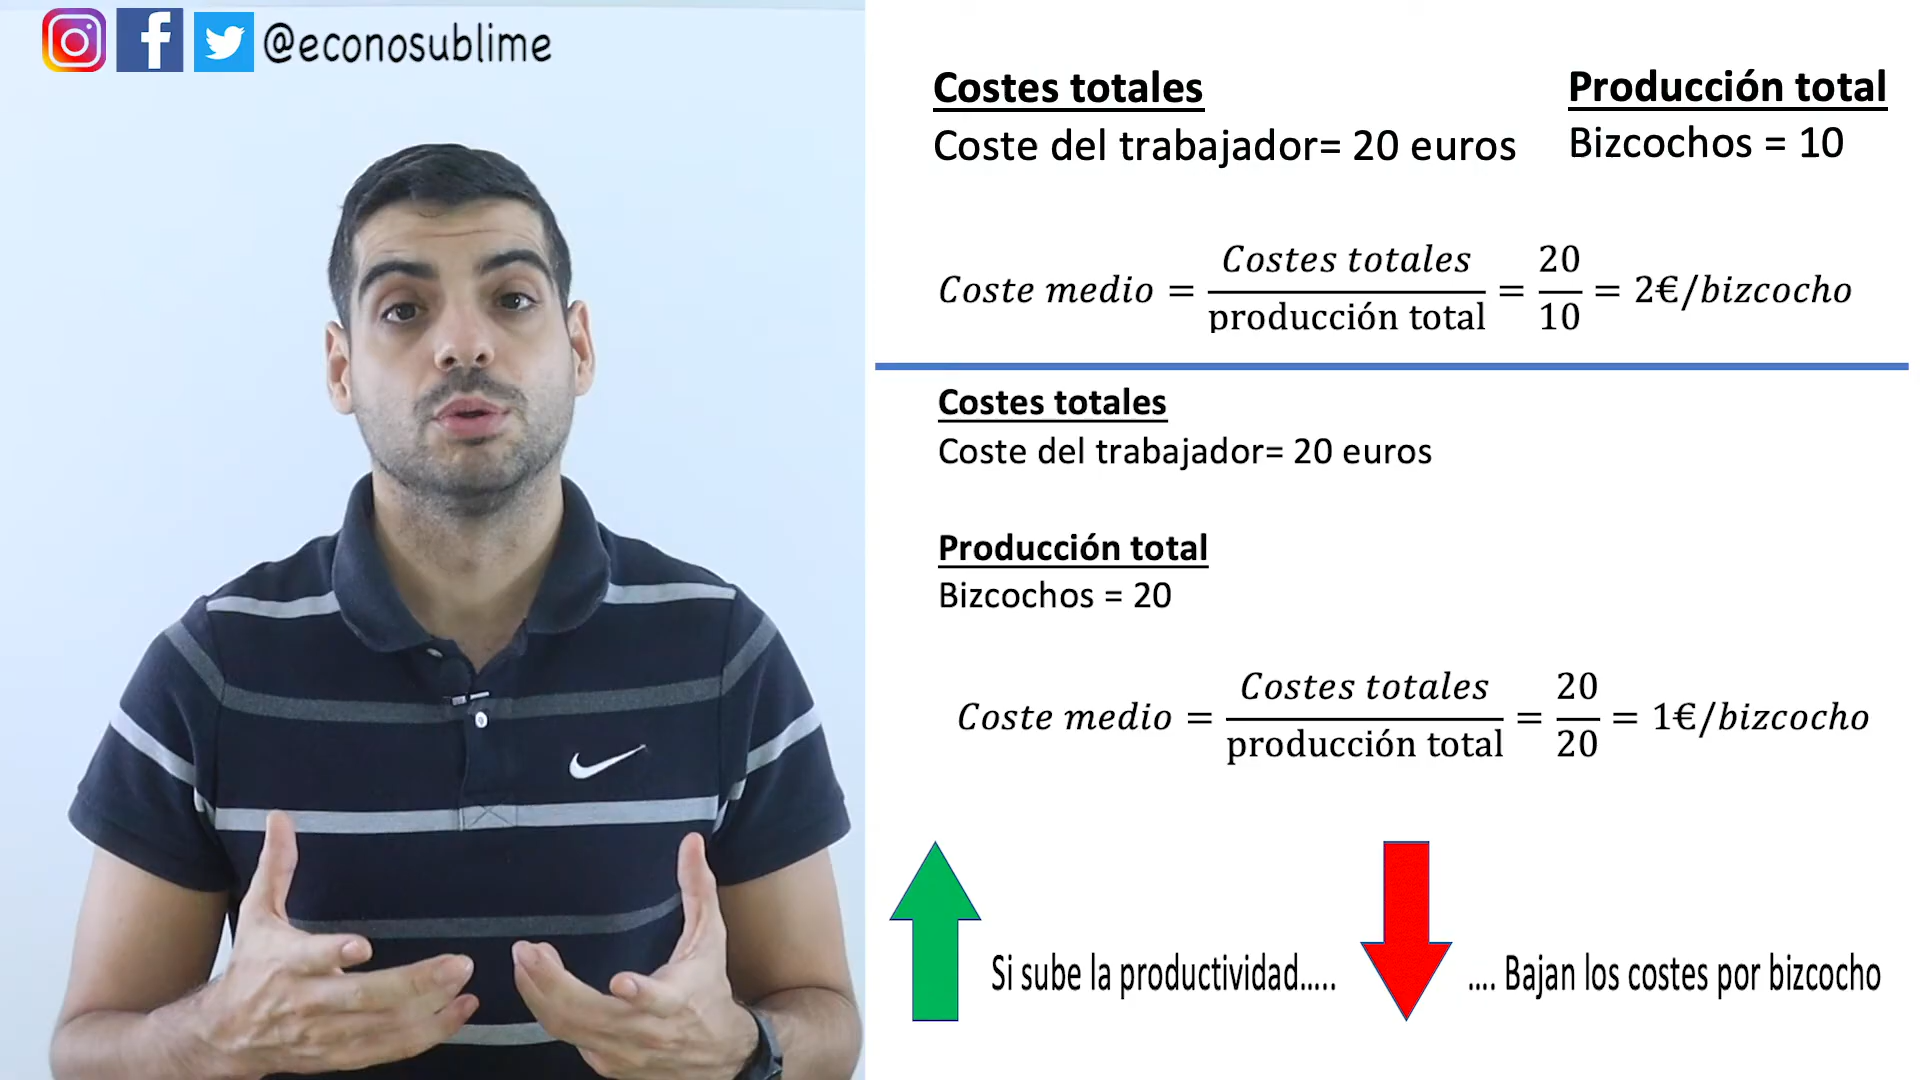 @econosublime
Costes totales
Coste del trabajador= 20 euros
Producción total
Bizcochos = 10
Coste medio = Costes totales / producción total = 20 / 10 = 2€/bizcocho
Costes totales
Coste del trabajador= 20 euros
Producción total
Bizcochos = 20
Coste medio = Costes totales / producción total = 20 / 20 = 1€/bizcocho
Si sube la productividad.....
.... Bajan los costes por bizcocho